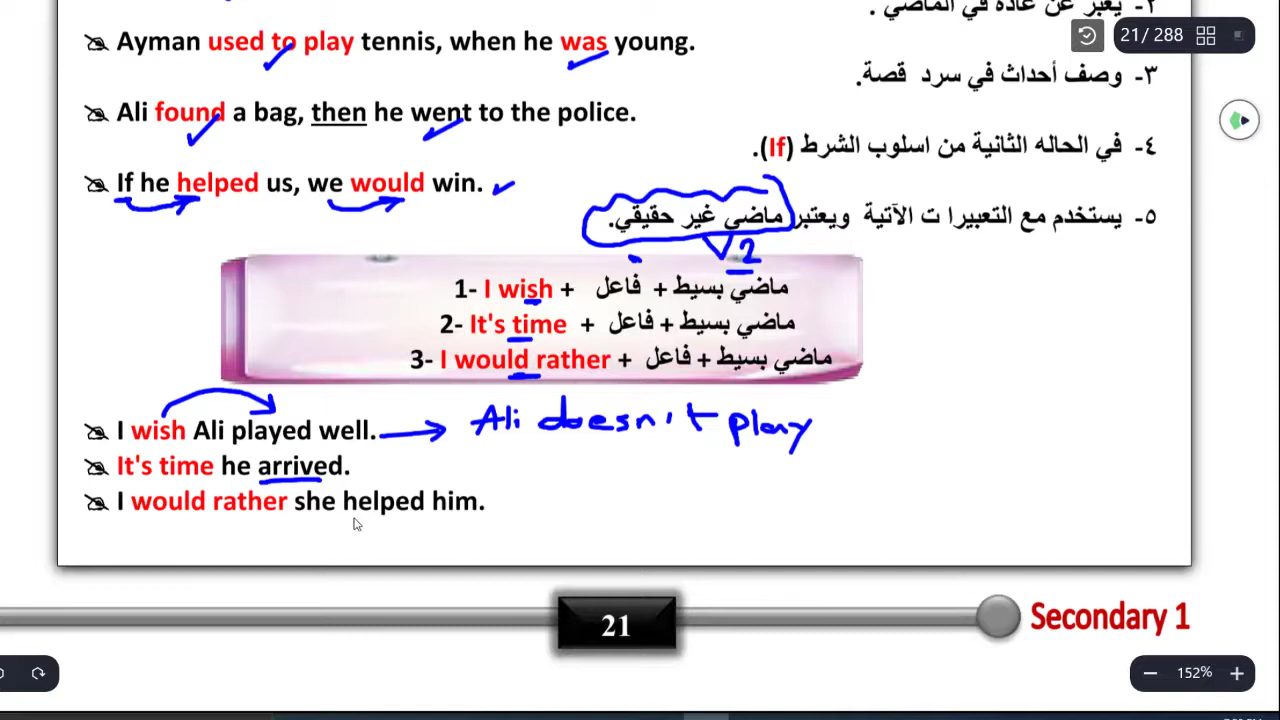 ٢- يعبر عن عادة في الماضي .
Ayman used to play tennis, when he was young.
21/ 288
٣- وصف أحداث في سرد قصة.
Ali found a bag, then he went to the police.
٤- في الحاله الثانية من اسلوب الشرط (If).
If he helped us, we would win.
٥- يستخدم مع التعبيرا ت الآتية ويعتبر ماضي غير حقيقي.
2
1- I wish + فاعل + ماضي بسيط
2- It's time + فاعل + ماضي بسيط
3- I would rather + فاعل + ماضي بسيط
I wish Ali played well. Ali doesn't play
It's time he arrived.
I would rather she helped him.
21
Secondary 1
152%